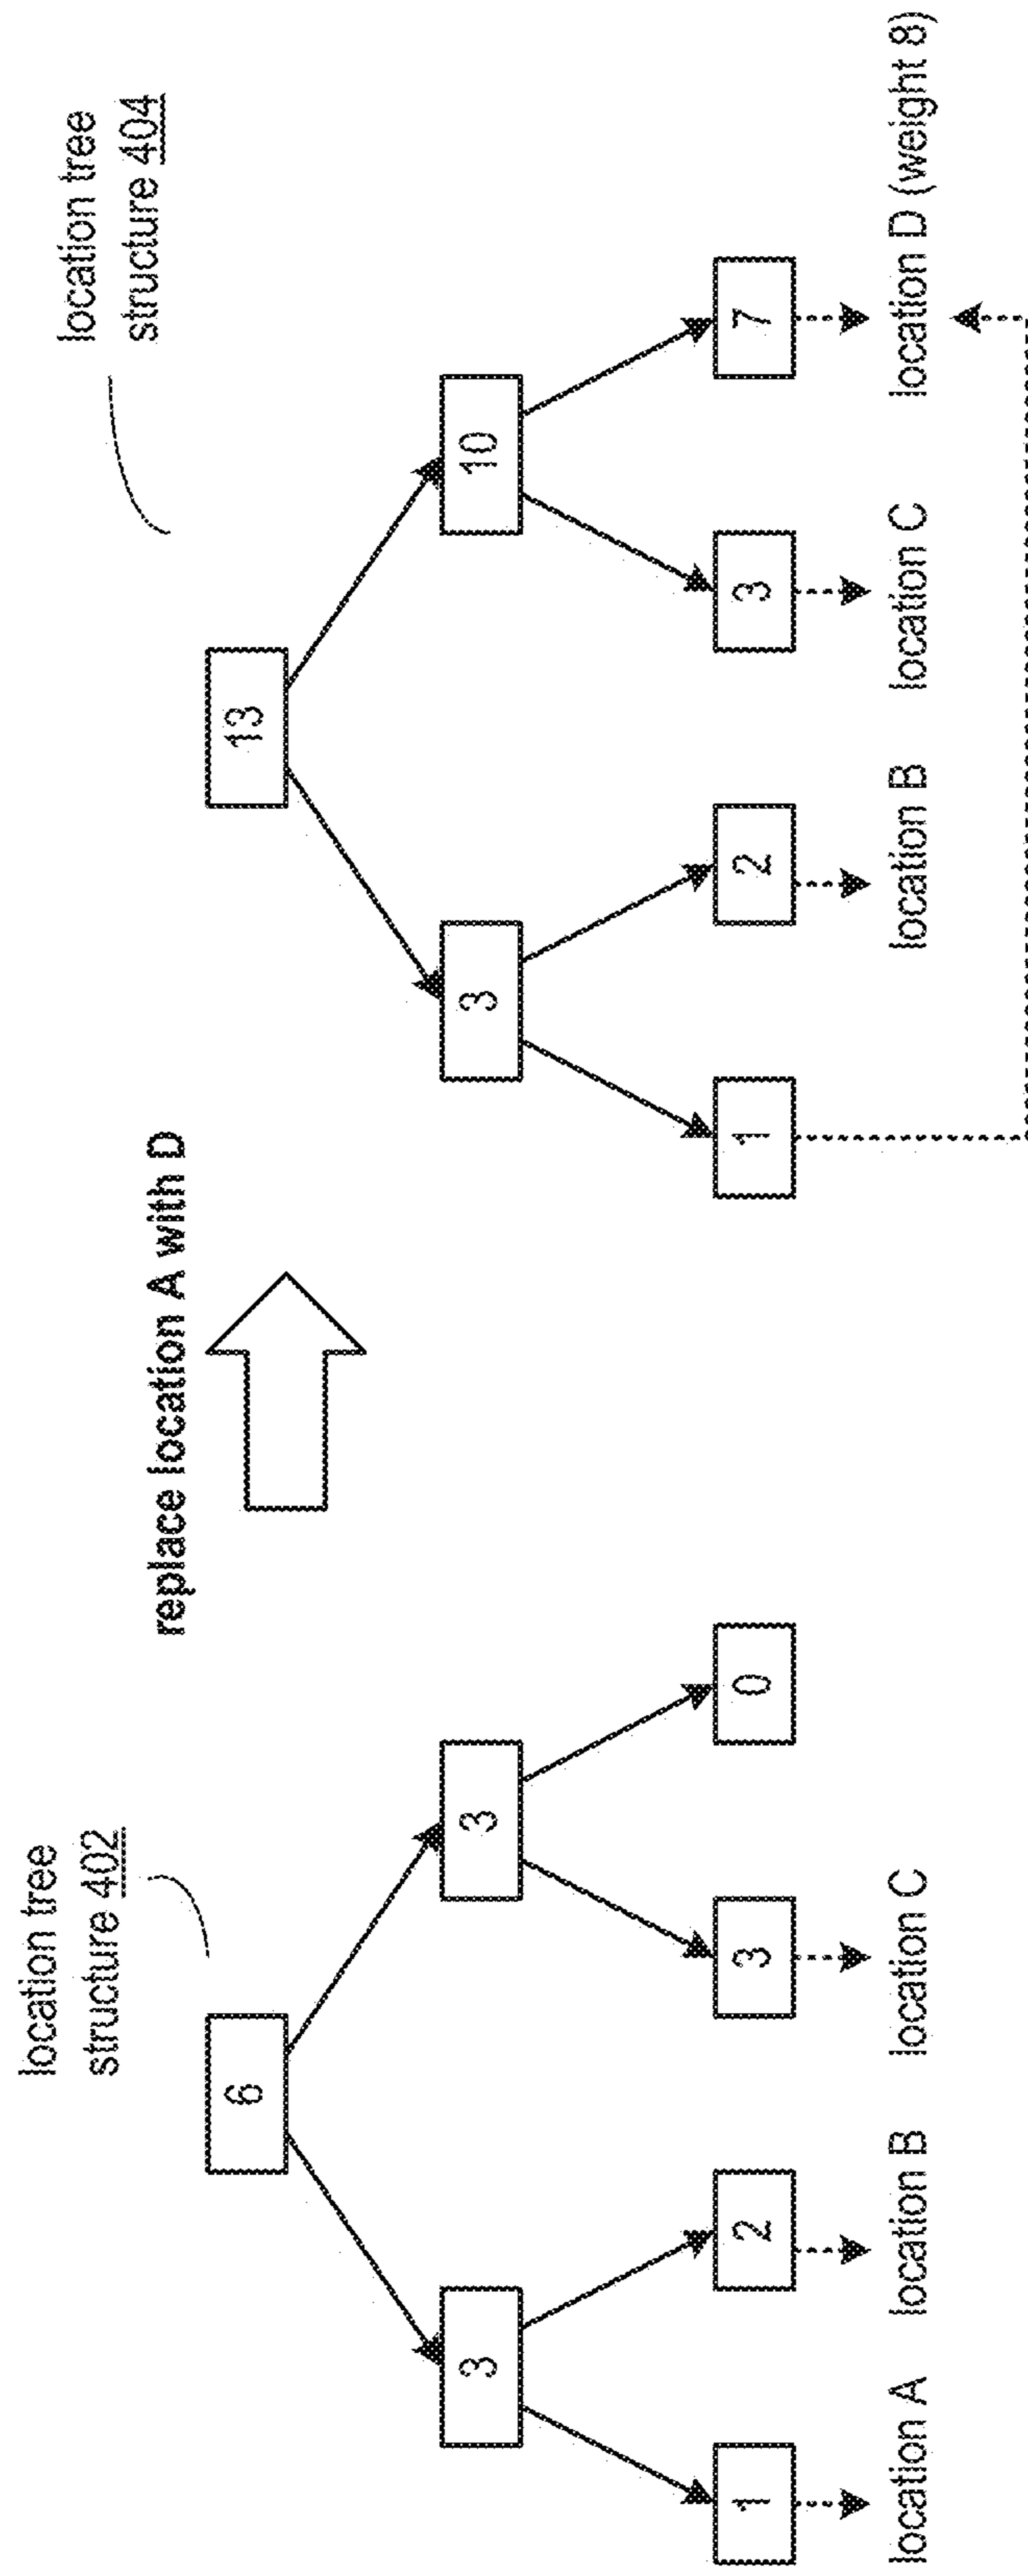 location tree
structure 402
6
3
3
1
2
3
0
location A
location B
location C
replace location A with D
location tree
structure 404
13
3
10
1
2
3
7
location B
location C
location D (weight 8)